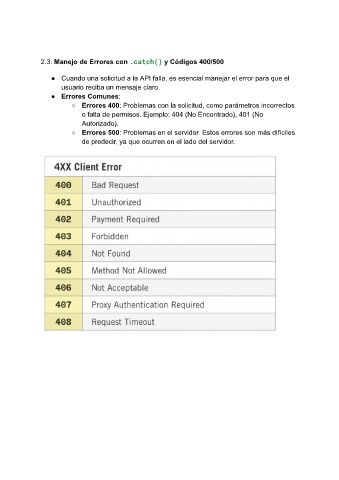 2.3. Manejo de Errores con .catch() y Códigos 400/500
● Cuando una solicitud a la API falla, es esencial manejar el error para que el
usuario reciba un mensaje claro.
● Errores Comunes:
○ Errores 400: Problemas con la solicitud, como parámetros incorrectos
o falta de permisos. Ejemplo: 404 (No Encontrado), 401 (No
Autorizado).
○ Errores 500: Problemas en el servidor. Estos errores son más difíciles
de predecir, ya que ocurren en el lado del servidor.
4XX Client Error
400 Bad Request
401 Unauthorized
402 Payment Required
403 Forbidden
404 Not Found
405 Method Not Allowed
406 Not Acceptable
407 Proxy Authentication Required
408 Request Timeout